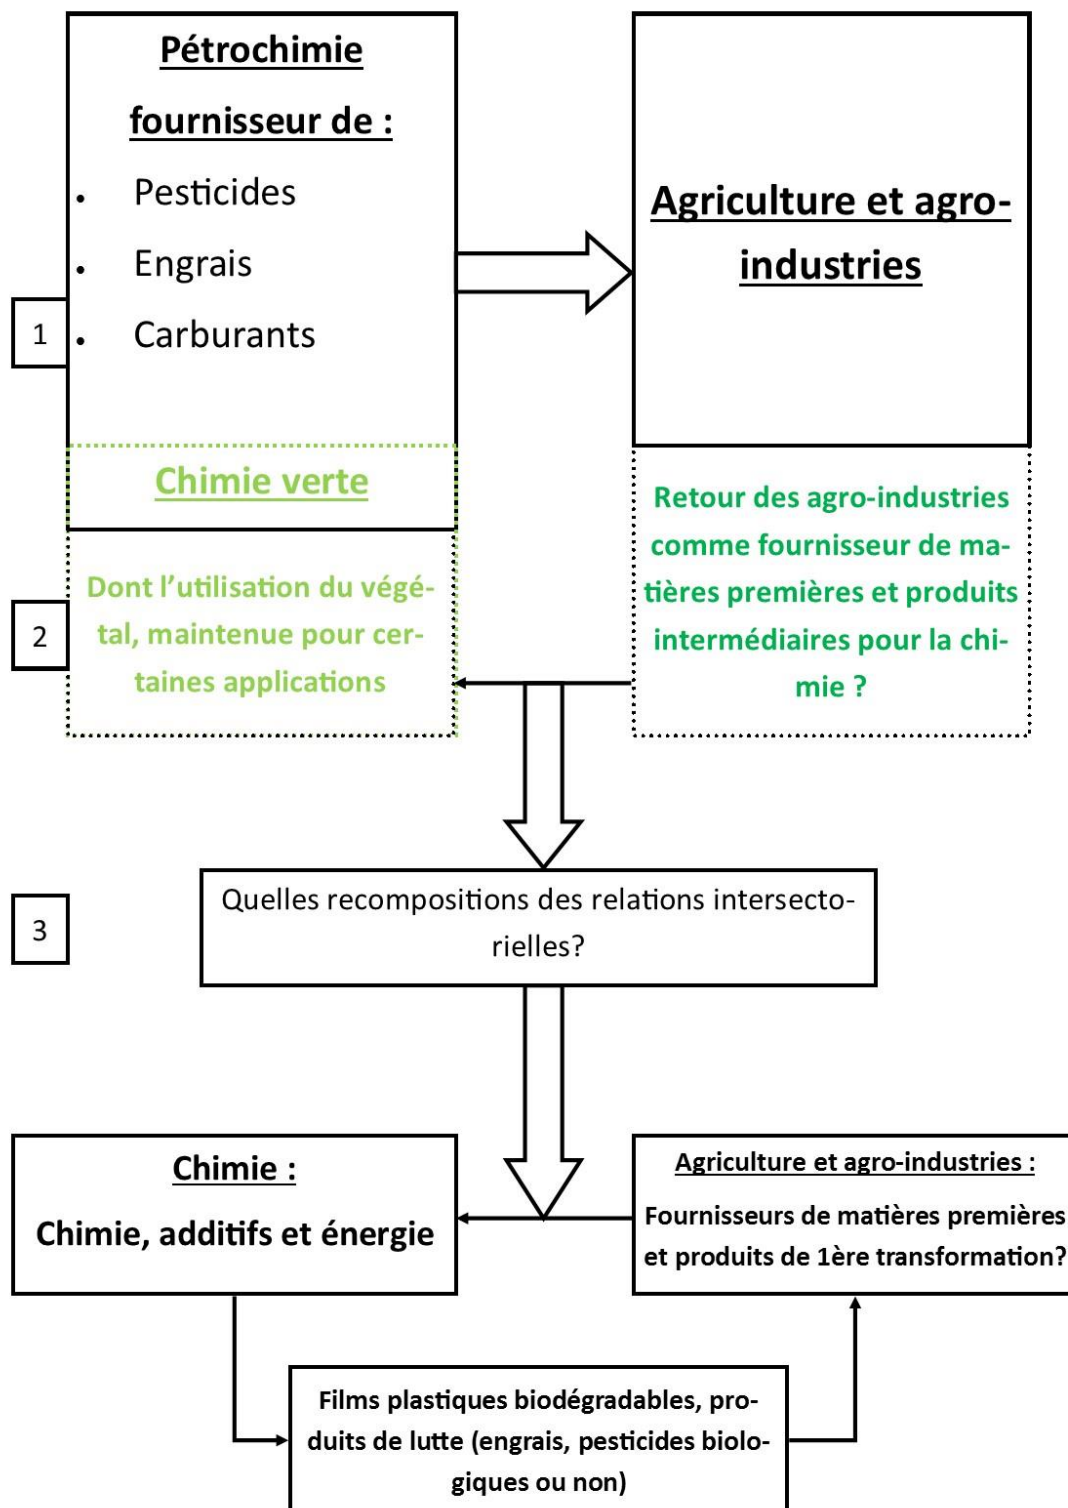 Pétrochimie
fournisseur de :
• Pesticides
• Engrais
• Carburants
1
Agriculture et agro-
industries
Chimie verte
Dont l’utilisation du végé-
tal, maintenue pour cer-
taines applications
2
Retour des agro-industries
comme fournisseur de ma-
tières premières et produits
intermédiaires pour la chi-
mie ?
3
Quelles recompositions des relations intersecto-
rielles?
Chimie :
Chimie, additifs et énergie
Agriculture et agro-industries :
Fournisseurs de matières premières
et produits de 1ère transformation?
Films plastiques biodégradables, pro-
duits de lutte (engrais, pesticides biolo-
giques ou non)